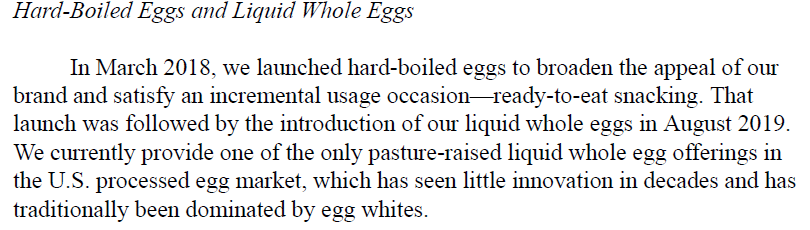 Hard-Boiled Eggs and Liquid Whole Eggs
In March 2018, we launched hard-boiled eggs to broaden the appeal of our
brand and satisfy an incremental usage occasion—ready-to-eat snacking. That
launch was followed by the introduction of our liquid whole eggs in August 2019.
We currently provide one of the only pasture-raised liquid whole egg offerings in
the U.S. processed egg market, which has seen little innovation in decades and has
traditionally been dominated by egg whites.